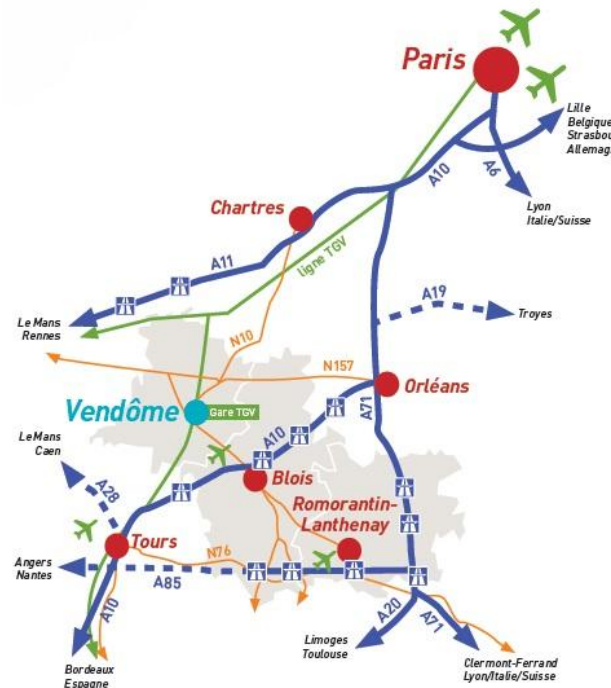 Paris
Lille
Belgique
Strasbou
Allemag
A10
A6
Lyon
Italie/Suisse
Chartres
A11
ligne TGV
A19
Troyes
Le Mans
Rennes
N10
N157
Orléans
Vendôme
Gare TGV
A71
A10
Le Mans
Caen
Blois
A28
Romorantin-
Lanthenay
Tours
N76
Angers
Nantes
A85
A10
A20
A71
Limoges
Toulouse
Bordeaux
Espagne
Clermont-Ferrand
Lyon/Italie/Suisse